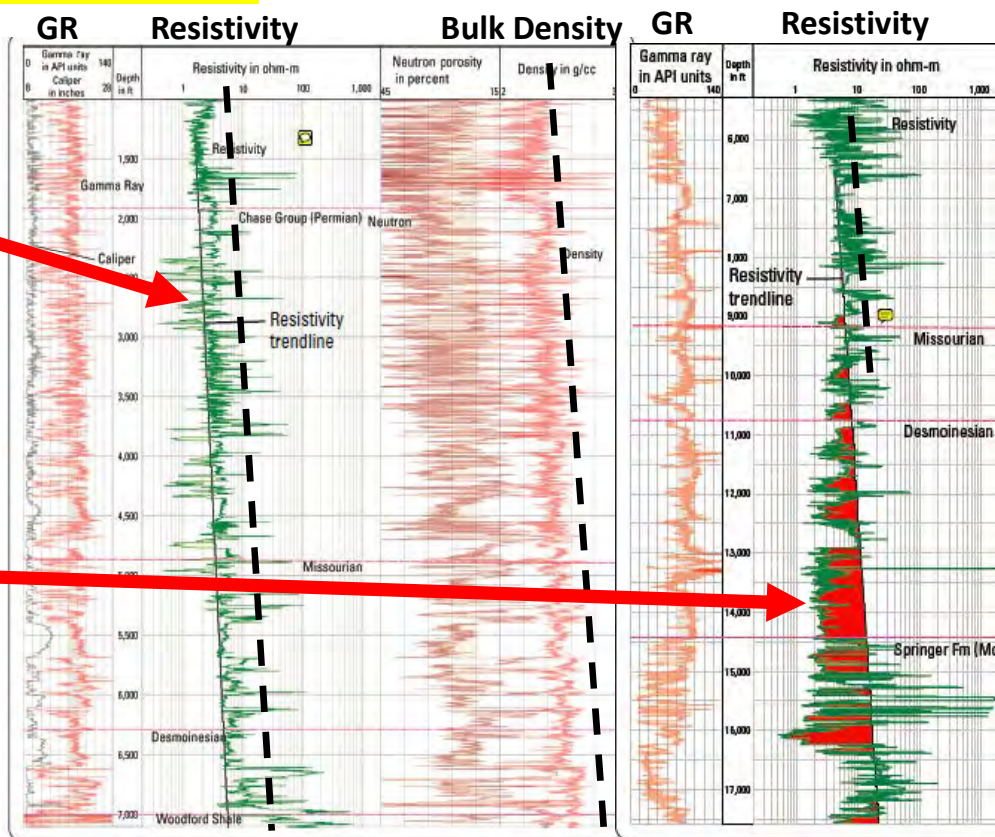 GR Resistivity Bulk Density GR Resistivity
Gamma ray
0 in API units 140
Caliper
8 in inches 28
Depth
in ft
Resistivity in ohm-m
1 10 100 1,000
Neutron porosity
in percent
45 15
Density in g/cc
2 3
1,500
2,000
3,000
3,500
4,000
4,500
5,000
5,500
6,000
6,500
7,000
Resistivity
Gamma Ray
Chase Group (Permian)
Neutron
Caliper
Density
Resistivity
trendline
Missourian
Desmoinesian
Woodford Shale
Gamma ray
in API units
0 140
Depth
in ft
Resistivity in ohm-m
1 10 100 1,000
6,000
7,000
8,000
9,000
10,000
11,000
12,000
13,000
14,000
15,000
16,000
17,000
Resistivity
Resistivity
trendline
Missourian
Desmoinesian
Springer Fm (Mo